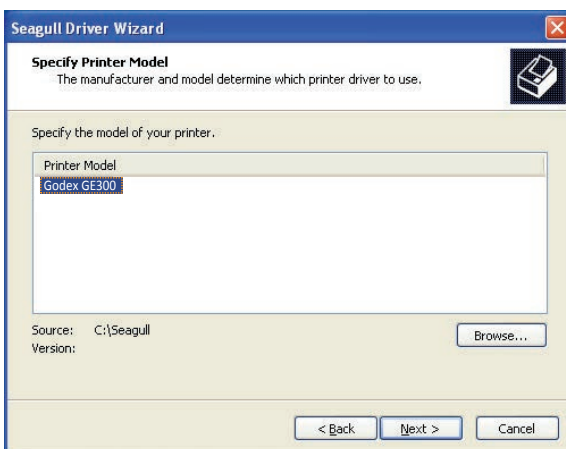 Seagull Driver Wizard
Specify Printer Model
The manufacturer and model determine which printer driver to use.
Specify the model of your printer.
Printer Model
Godex GE300
Source: C:\Seagull
Browse...
Version:
< Back Next > Cancel